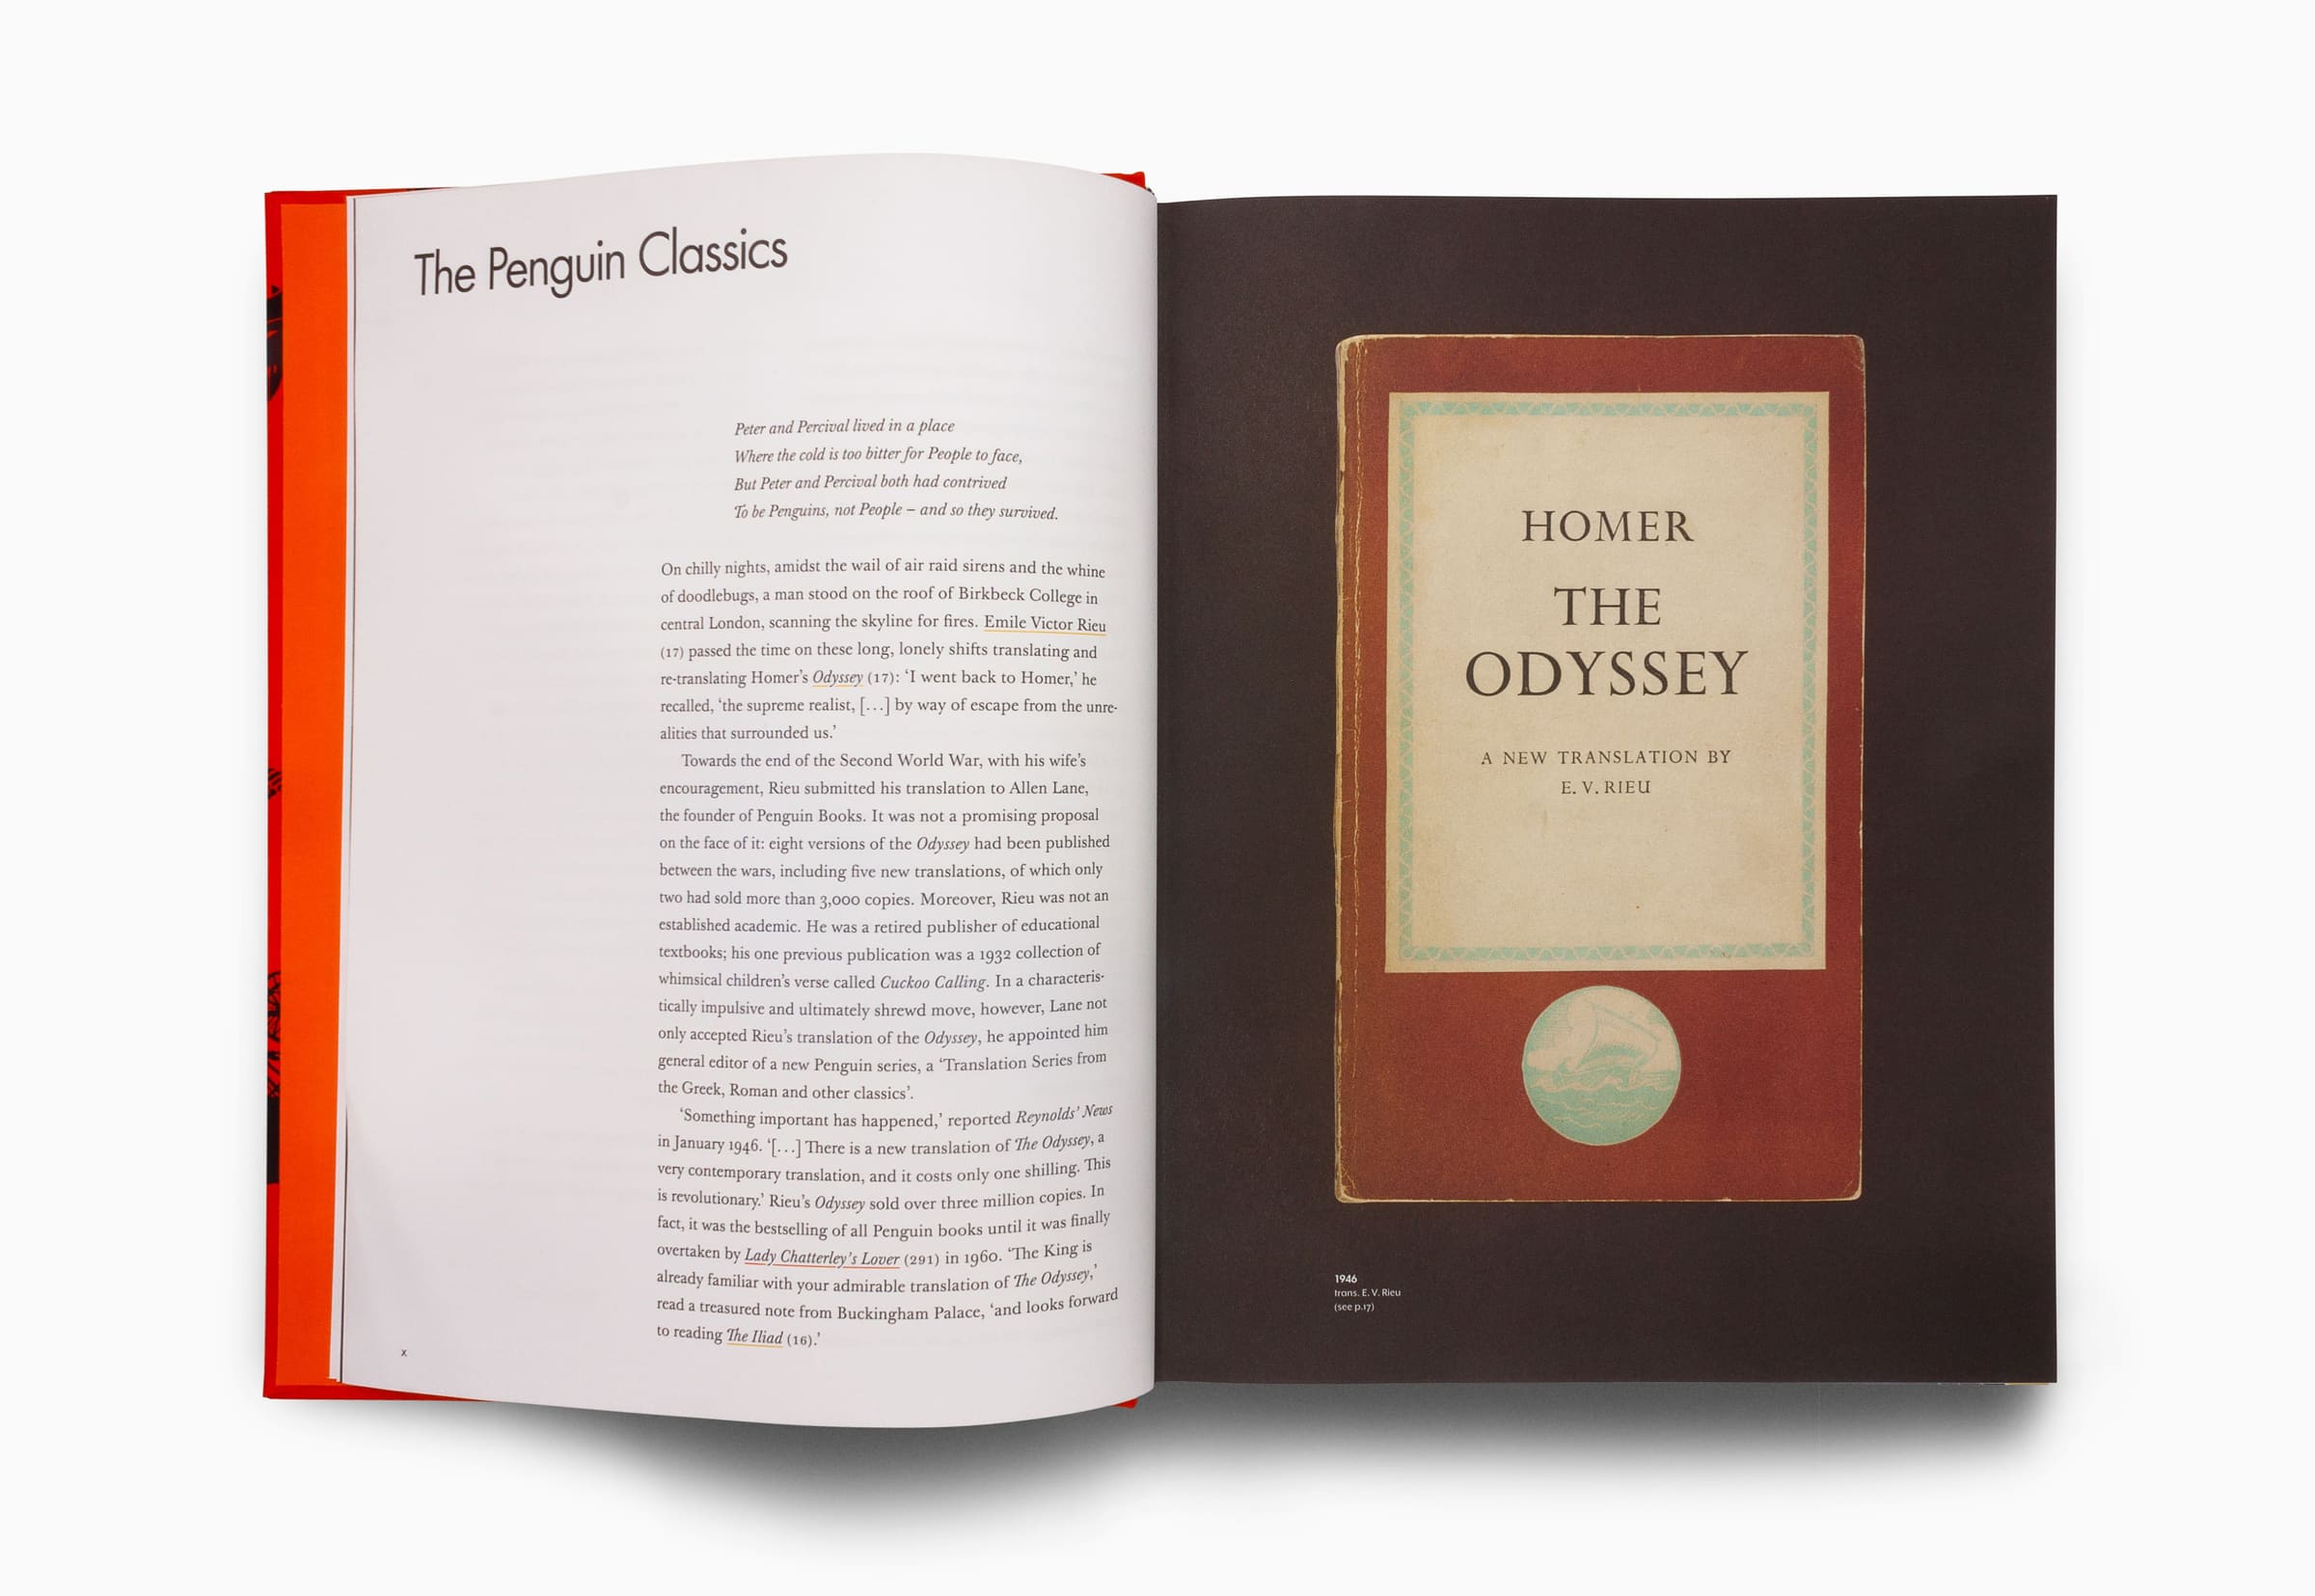 The Penguin Classics
Peter and Percival lived in a place
Where the cold is too bitter for People to face,
But Peter and Percival both had contrived
To be Penguins, not People – and so they survived.
On chilly nights, amidst the wail of air raid sirens and the whine
of doodlebugs, a man stood on the roof of Birkbeck College in
central London, scanning the skyline for fires. Emile Victor Rieu
(17) passed the time on these long, lonely shifts translating and
re-translating Homer’s Odyssey (17): ‘I went back to Homer,’ he
recalled, ‘the supreme realist, [...] by way of escape from the unre-
alities that surrounded us.’
Towards the end of the Second World War, with his wife’s
encouragement, Rieu submitted his translation to Allen Lane,
the founder of Penguin Books. It was not a promising proposal
on the face of it: eight versions of the Odyssey had been published
between the wars, including five new translations, of which only
two had sold more than 3,000 copies. Moreover, Rieu was not an
established academic. He was a retired publisher of educational
textbooks; his one previous publication was a 1932 collection of
whimsical children’s verse called Cuckoo Calling. In a characteris-
tically impulsive and ultimately shrewd move, however, Lane not
only accepted Rieu’s translation of the Odyssey, he appointed him
general editor of a new Penguin series, a ‘Translation Series from
the Greek, Roman and other classics’.
‘Something important has happened,’ reported Reynolds’ News
in January 1946. ‘[...] There is a new translation of The Odyssey, a
very contemporary translation, and it costs only one shilling. This
is revolutionary.’ Rieu’s Odyssey sold over three million copies. In
fact, it was the bestselling of all Penguin books until it was finally
overtaken by Lady Chatterley’s Lover (291) in 1960. ‘The King is
already familiar with your admirable translation of The Odyssey,’
read a treasured note from Buckingham Palace, ‘and looks forward
to reading The Iliad (16).’
x
HOMER
THE
ODYSSEY
A NEW TRANSLATION BY
E. V. RIEU
1946
trans. E. V. Rieu
(see p.17)